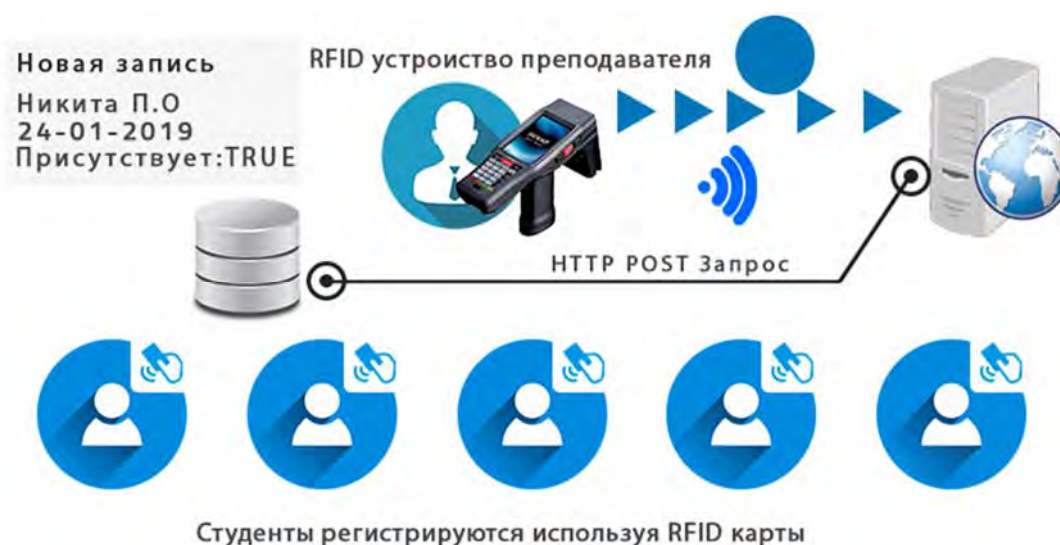 Новая запись
Никита П.О
24-01-2019
Присутствует:TRUE
RFID устроиство преподавателя
HTTP POST Запрос
Студенты регистрируются используя RFID карты